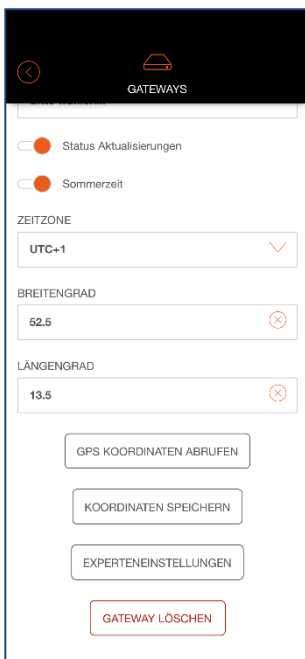 GATEWAYS
Status Aktualisierungen
Sommerzeit
ZEITZONE
UTC+1
BREITENGRAD
52.5
LÄNGENGRAD
13.5
GPS KOORDINATEN ABRUFEN
KOORDINATEN SPEICHERN
EXPERTENEINSTELLUNGEN
GATEWAY LÖSCHEN